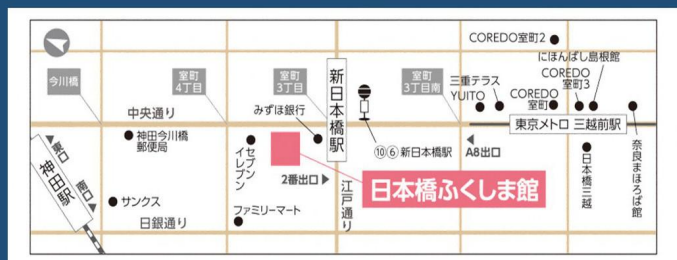 COREDO室町2
にほんばし島根館
今川橋
室町
4丁目
室町
3丁目
新日本橋駅
室町
3丁目南
三重テラス
YUITO
COREDO
室町
COREDO
室町3
中央通り
みずほ銀行
東京メトロ 三越前駅
神田今川橋
郵便局
セブン
イレブン
⑩⑥新日本橋駅
A8出口
日本橋三越
奈良まほろば館
東口
神田駅
南口
2番出口
江戸通り
日本橋ふくしま館
サンクス
ファミリーマート
日銀通り